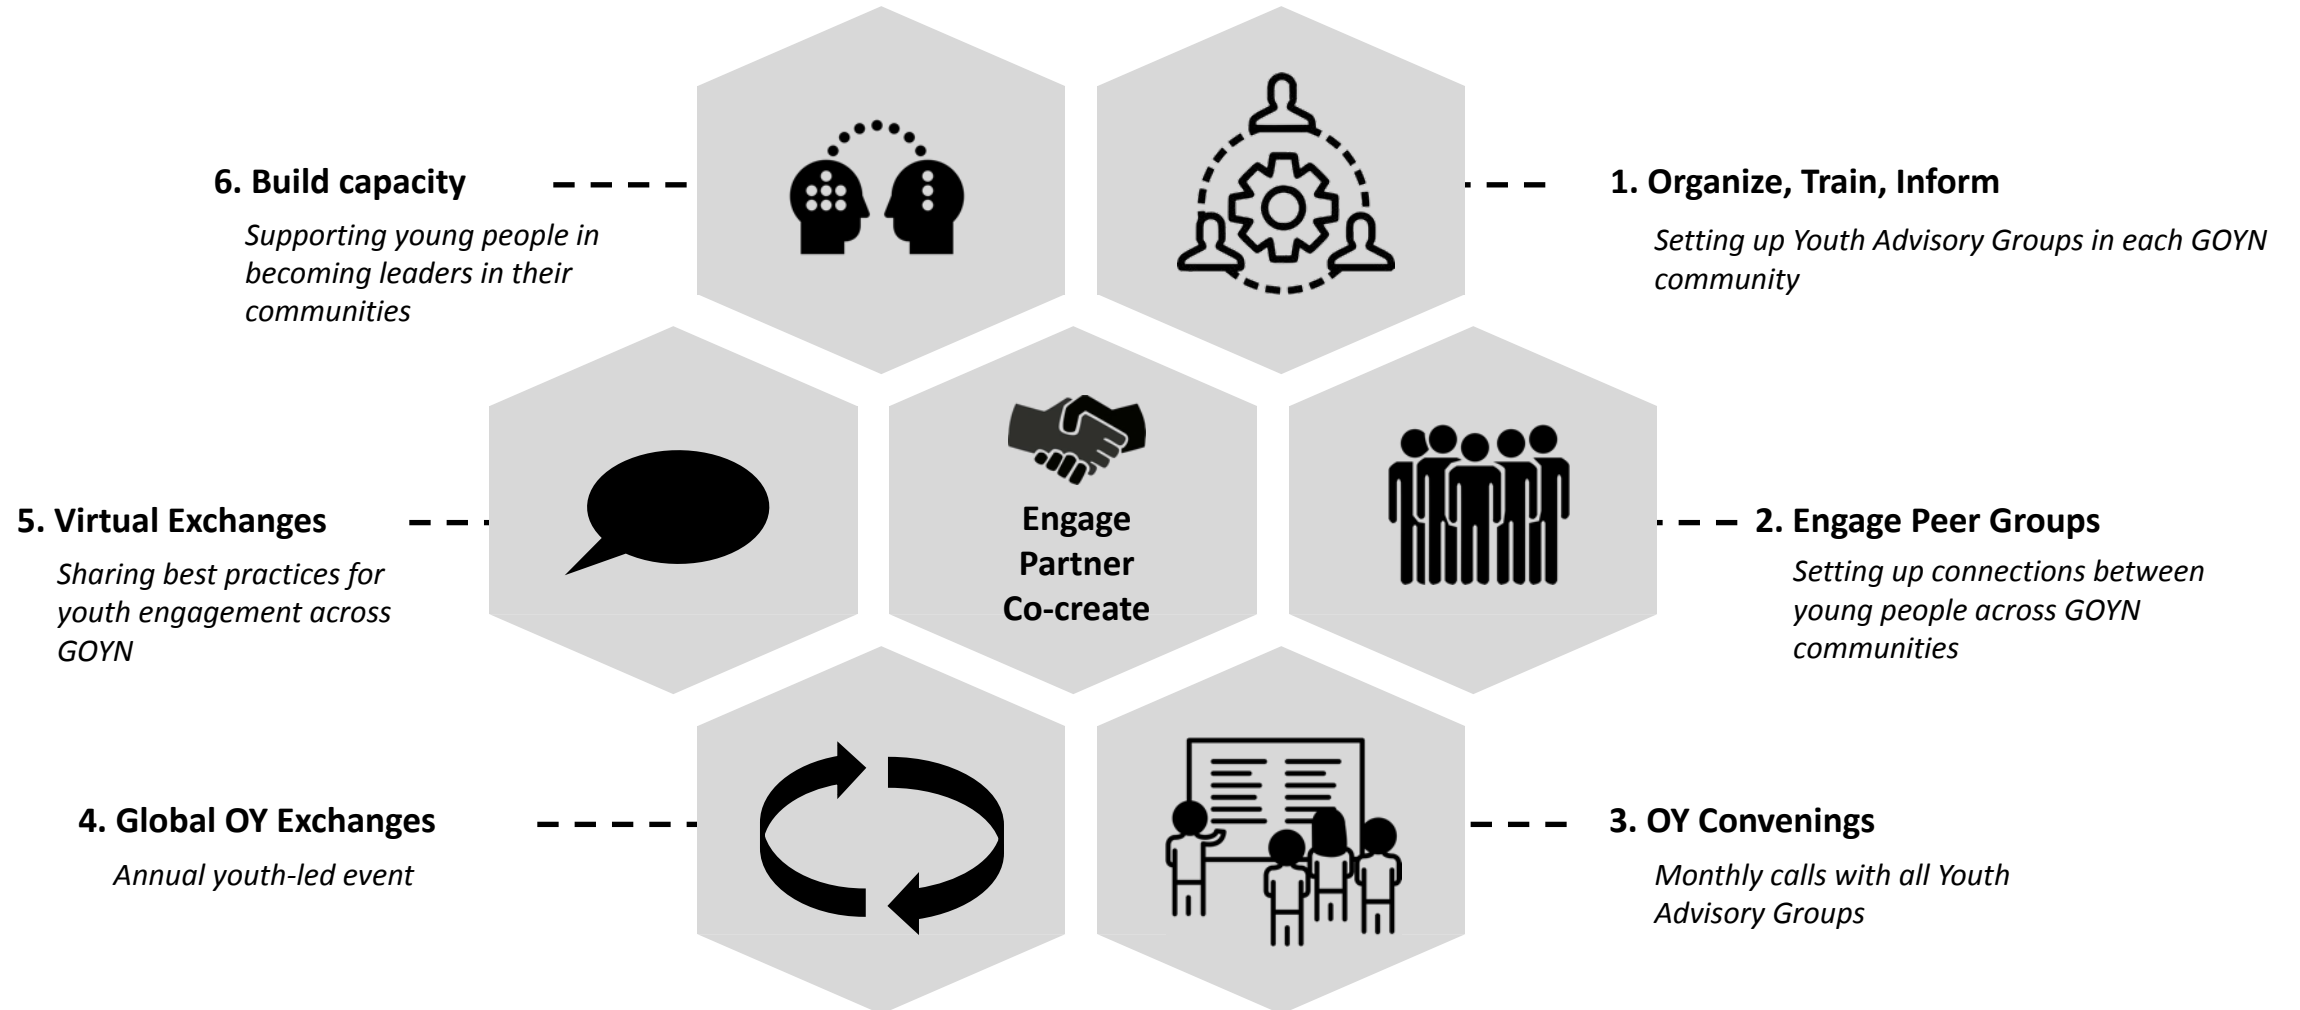 1. Organize, Train, Inform
Setting up Youth Advisory Groups in each GOYN
community
2. Engage Peer Groups
Setting up connections between
young people across GOYN
communities
3. OY Convenings
Monthly calls with all Youth
Advisory Groups
4. Global OY Exchanges
Annual youth-led event
5. Virtual Exchanges
Sharing best practices for
youth engagement across
GOYN
6. Build capacity
Supporting young people in
becoming leaders in their
communities
Engage
Partner
Co-create